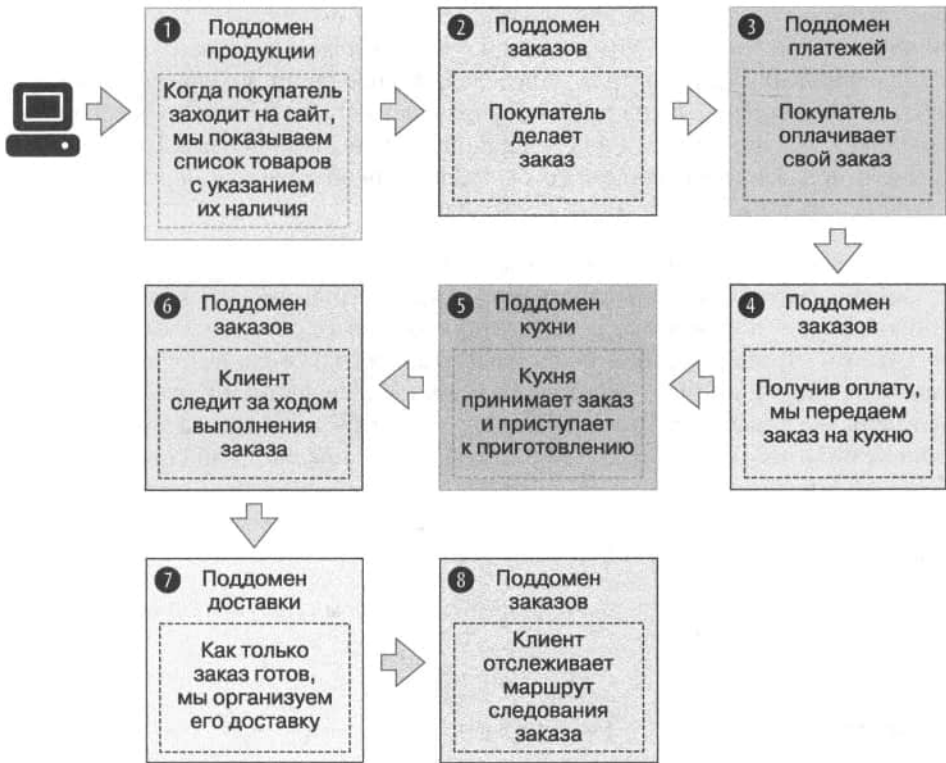 1 Поддомен
продукции
Когда покупатель
заходит на сайт,
мы показываем
список товаров
с указанием
их наличия
2 Поддомен
заказов
Покупатель
делает
заказ
3 Поддомен
платежей
Покупатель
оплачивает
свой заказ
4 Поддомен
заказов
Получив оплату,
мы передаем
заказ на кухню
5 Поддомен
кухни
Кухня
принимает заказ
и приступает
к приготовлению
6 Поддомен
заказов
Клиент
следит за ходом
выполнения
заказа
7 Поддомен
доставки
Как только
заказ готов,
мы организуем
его доставку
8 Поддомен
заказов
Клиент
отслеживает
маршрут
следования
заказа